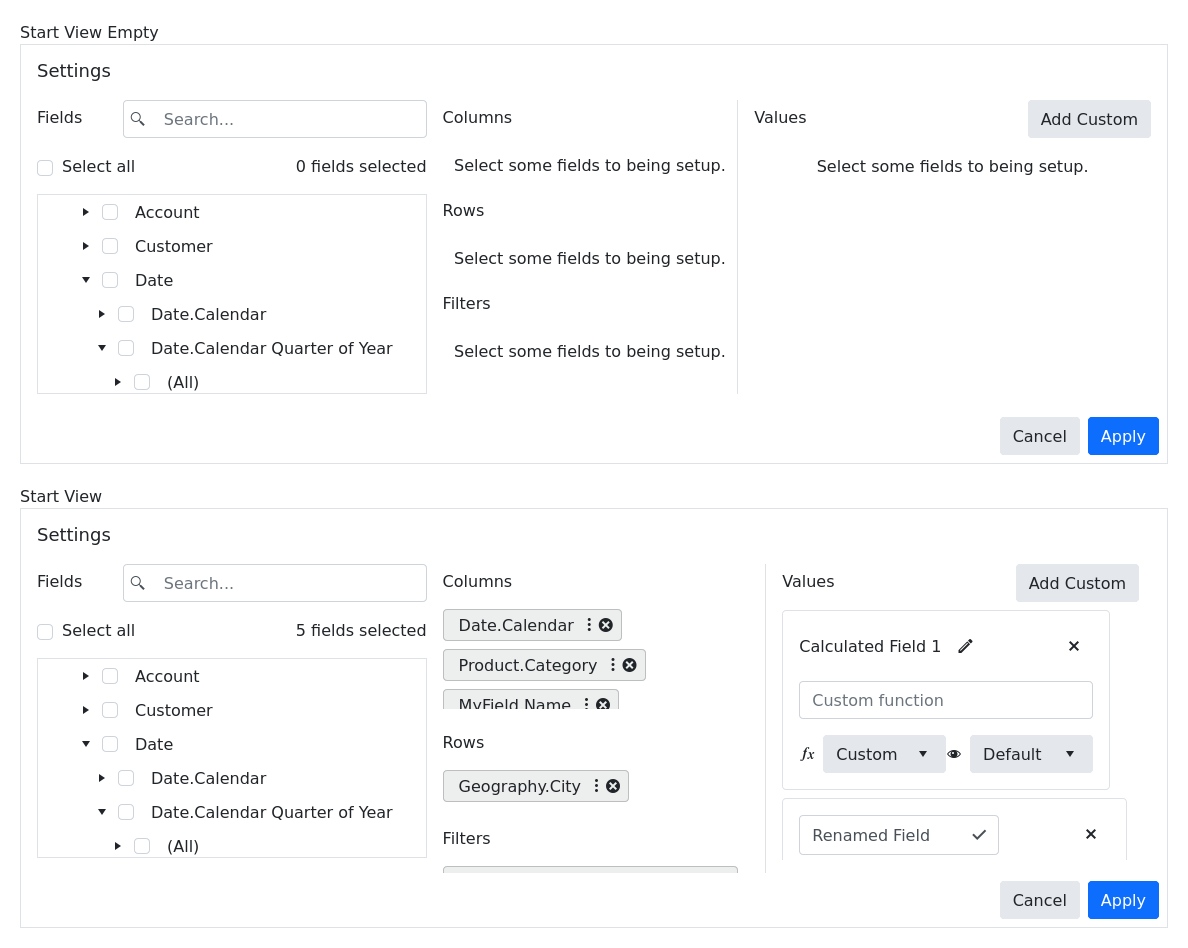 Start View Empty
Settings
Fields
Search...
Select all
0 fields selected
Account
Customer
Date
Date.Calendar
Date.Calendar Quarter of Year
(All)
Columns
Select some fields to being setup.
Rows
Select some fields to being setup.
Filters
Select some fields to being setup.
Values
Add Custom
Select some fields to being setup.
Cancel
Apply
Start View
Settings
Fields
Search...
Select all
5 fields selected
Account
Customer
Date
Date.Calendar
Date.Calendar Quarter of Year
(All)
Columns
Date.Calendar
Product.Category
MyField.Name
Rows
Geography.City
Filters
Values
Add Custom
Calculated Field 1
Custom function
fx
Custom
Default
Renamed Field
Cancel
Apply